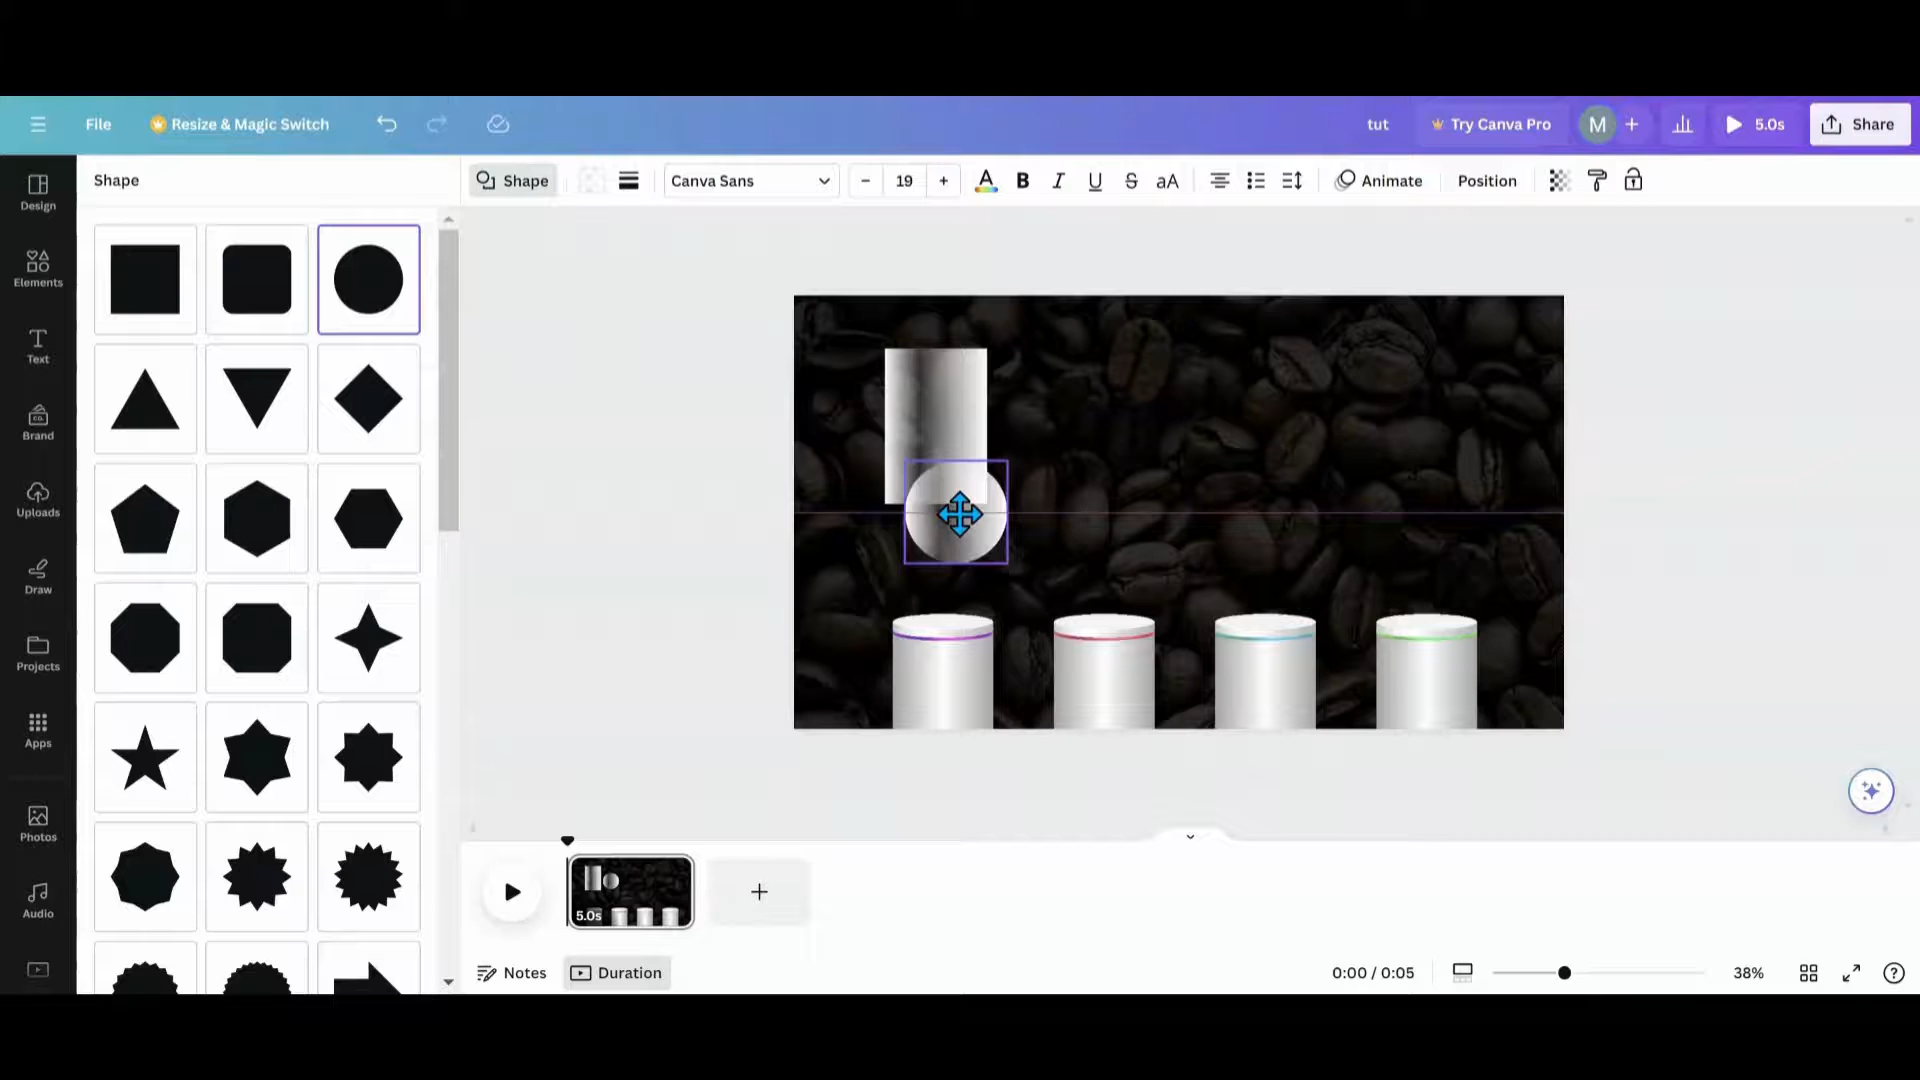 File
Resize & Magic Switch
tut
Try Canva Pro
M
5.0s
Share
Design
Elements
Text
Brand
Uploads
Draw
Projects
Apps
Photos
Audio
Shape
Shape
Canva Sans
19
A
B
I
U
S
aA
Animate
Position
5.0s
Notes
Duration
0:00 / 0:05
38%